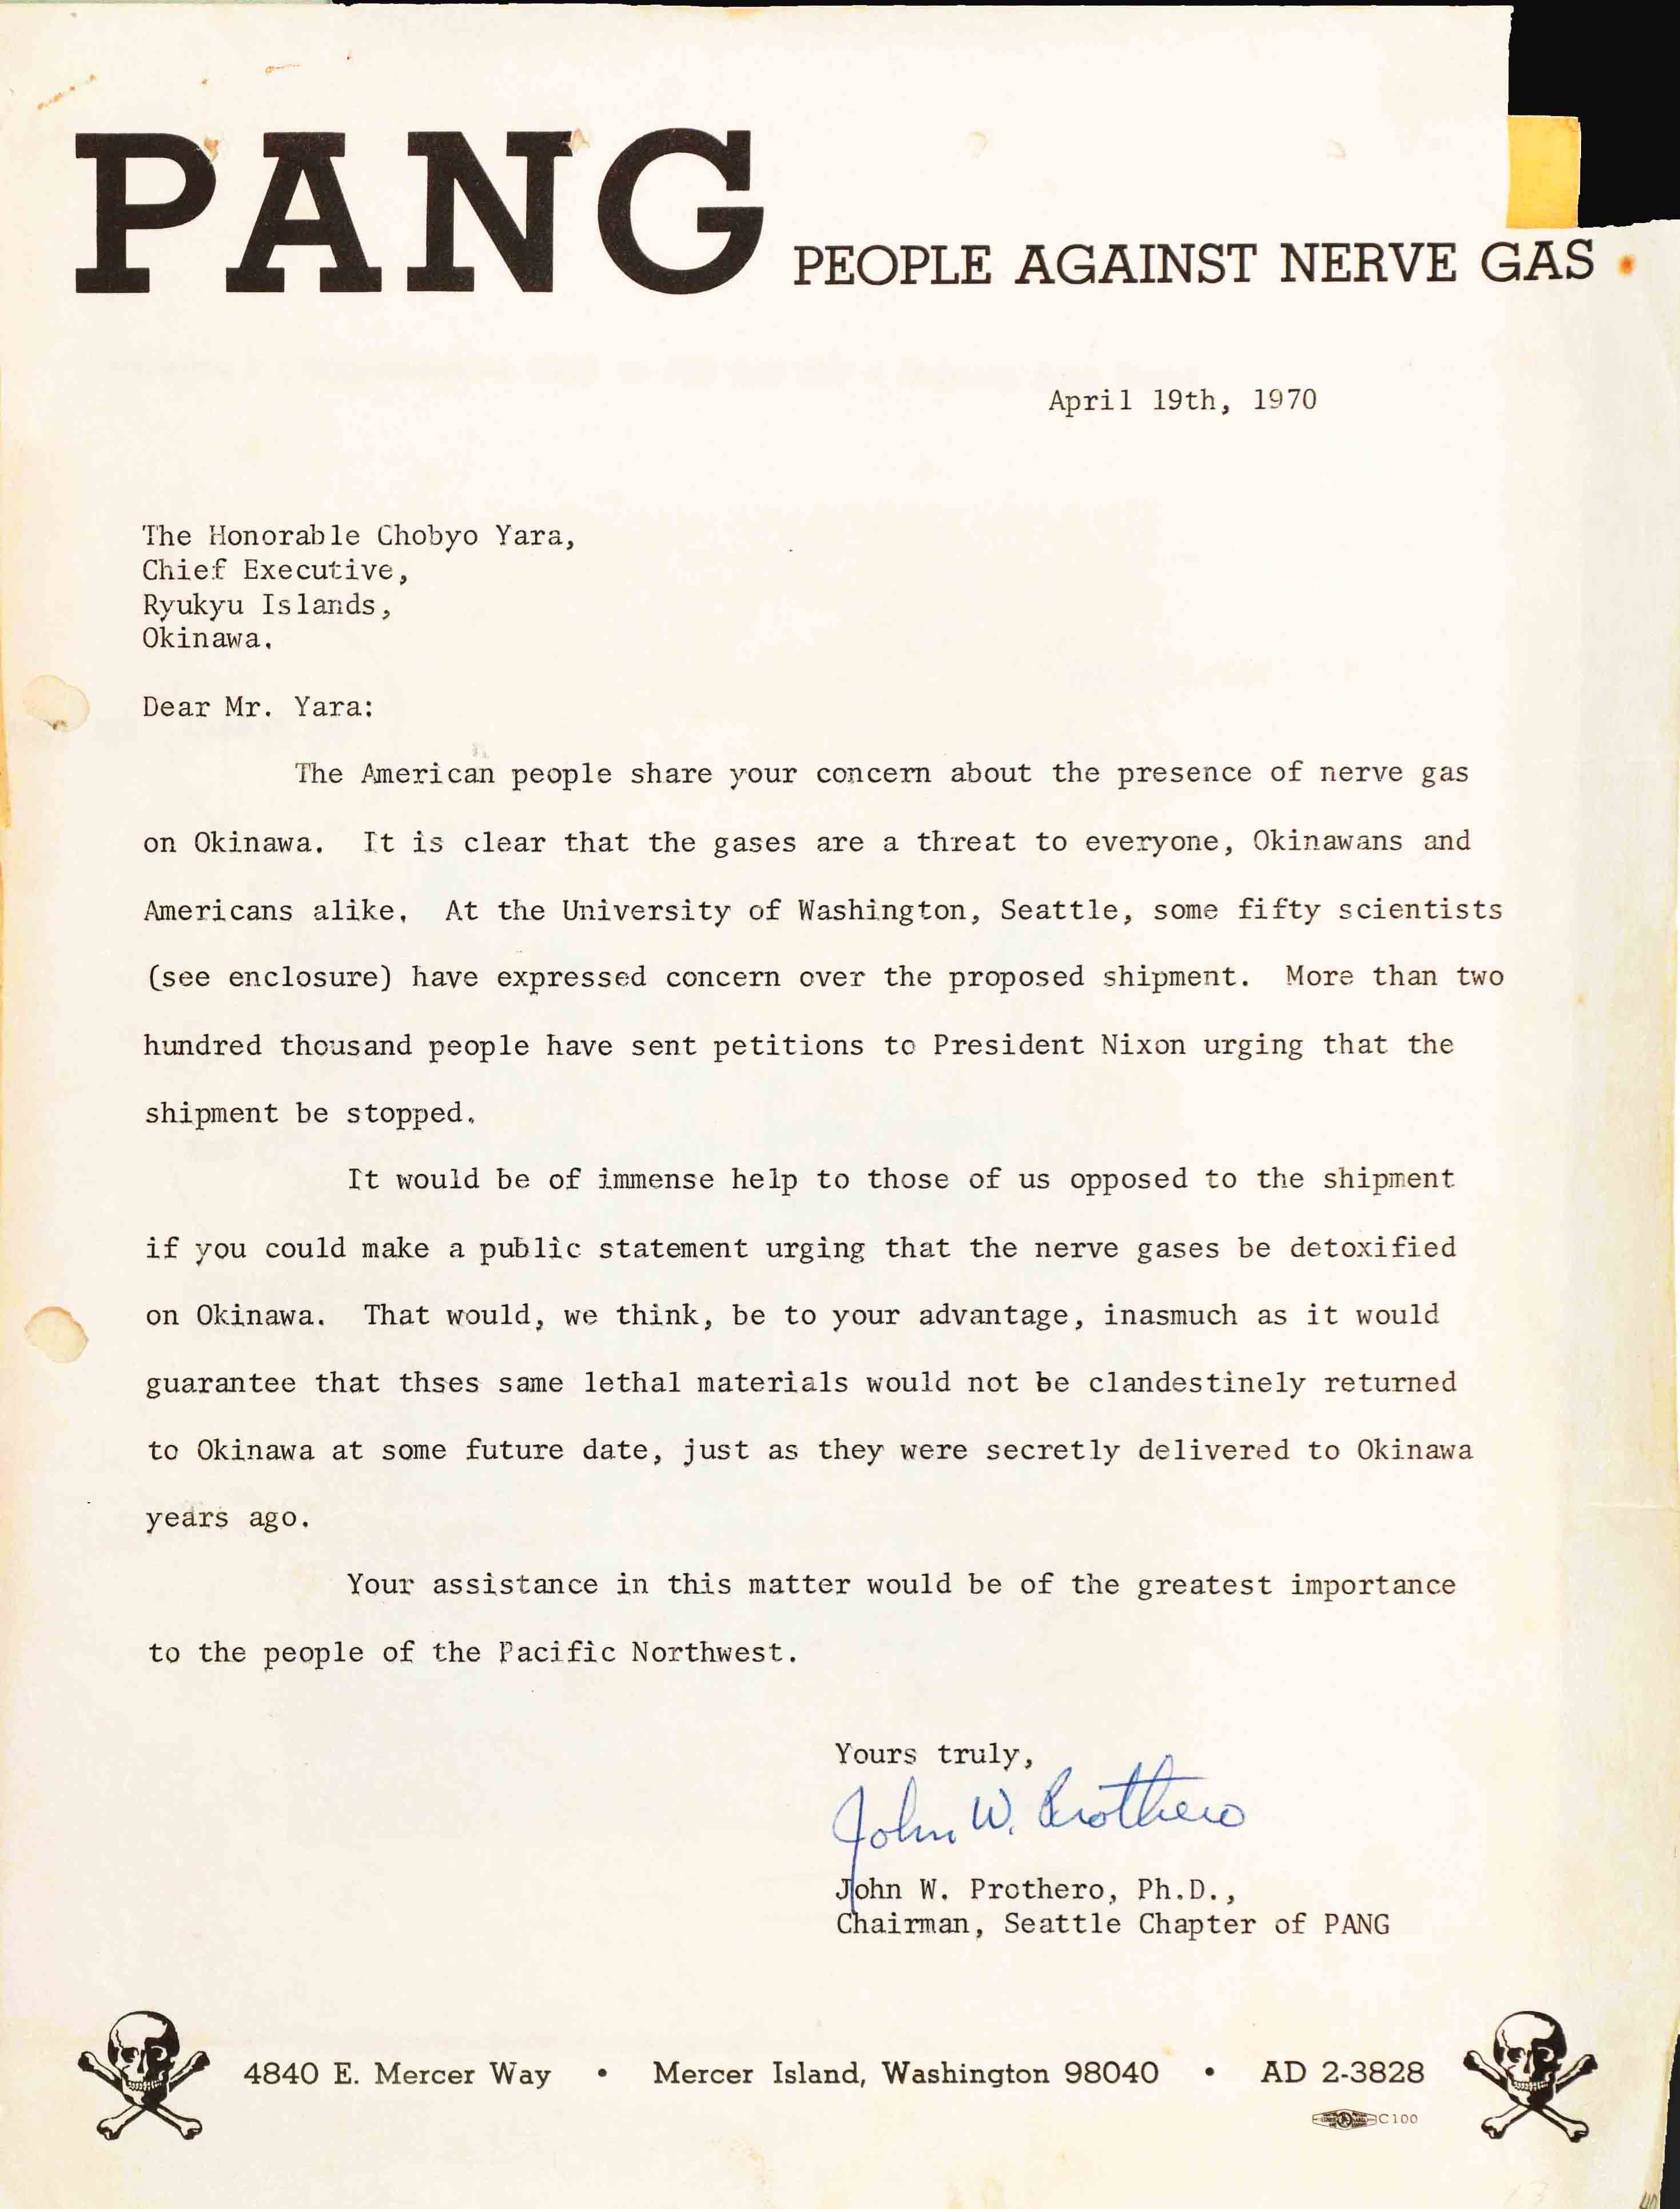 PANG PEOPLE AGAINST NERVE GAS
April 19th, 1970
The Honorable Chobyo Yara,
Chief Executive,
Ryukyu Islands,
Okinawa.
Dear Mr. Yara:
The American people share your concern about the presence of nerve gas
on Okinawa. It is clear that the gases are a threat to everyone, Okinawans and
Americans alike. At the University of Washington, Seattle, some fifty scientists
(see enclosure) have expressed concern over the proposed shipment. More than two
hundred thousand people have sent petitions to President Nixon urging that the
shipment be stopped.
It would be of immense help to those of us opposed to the shipment
if you could make a public statement urging that the nerve gases be detoxified
on Okinawa. That would, we think, be to your advantage, inasmuch as it would
guarantee that thses same lethal materials would not be clandestinely returned
to Okinawa at some future date, just as they were secretly delivered to Okinawa
years ago.
Your assistance in this matter would be of the greatest importance
to the people of the Pacific Northwest.
Yours truly,
John W. Prothero
John W. Prothero, Ph.D.,
Chairman, Seattle Chapter of PANG
4840 E. Mercer Way • Mercer Island, Washington 98040 • AD 2-3828
C100